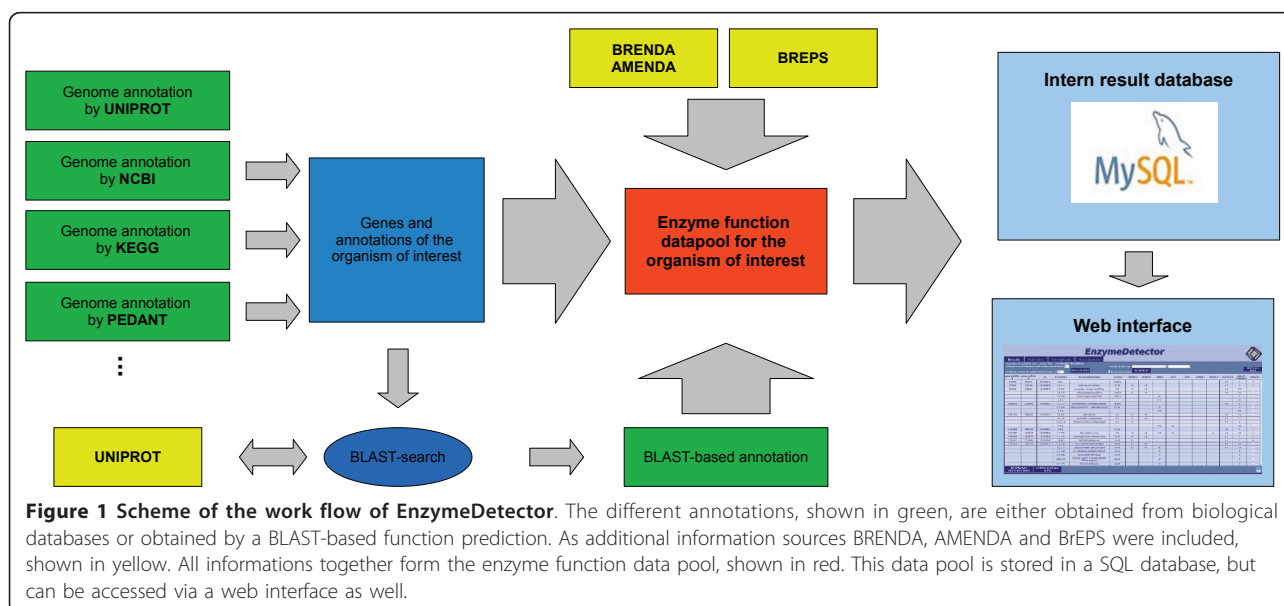 Genome annotation
by UNIPROT
Genome annotation
by NCBI
Genome annotation
by KEGG
Genome annotation
by PEDANT
...
UNIPROT
Genes and
annotations of the
organism of interest
BLAST-search
BRENDA
AMENDA
BREPS
Enzyme function
datapool for the
organism of interest
BLAST-based annotation
Intern result database
MySQL™
Web interface
EnzymeDetector
Figure 1 Scheme of the work flow of EnzymeDetector. The different annotations, shown in green, are either obtained from biological
databases or obtained by a BLAST-based function prediction. As additional information sources BRENDA, AMENDA and BrEPS were included,
shown in yellow. All informations together form the enzyme function data pool, shown in red. This data pool is stored in a SQL database, but
can be accessed via a web interface as well.